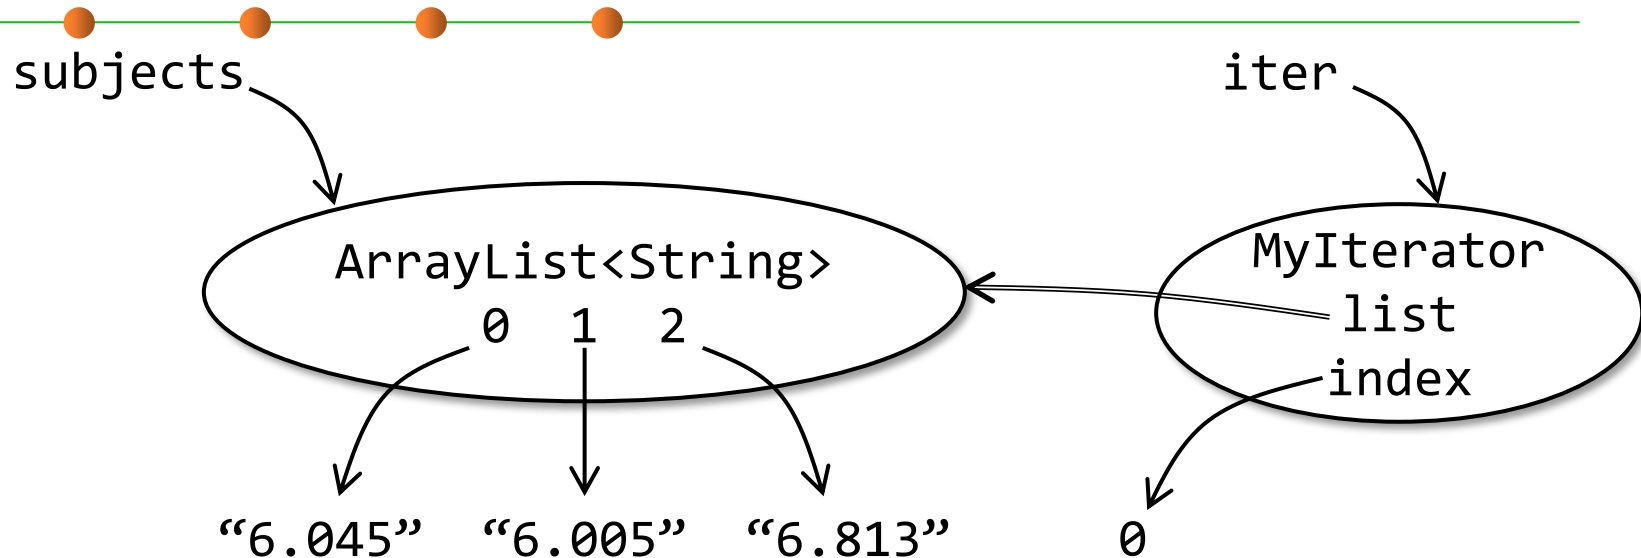 subjects iter
ArrayList<String> MyIterator
0 1 2 list
index
“6.045” “6.005” “6.813” 0